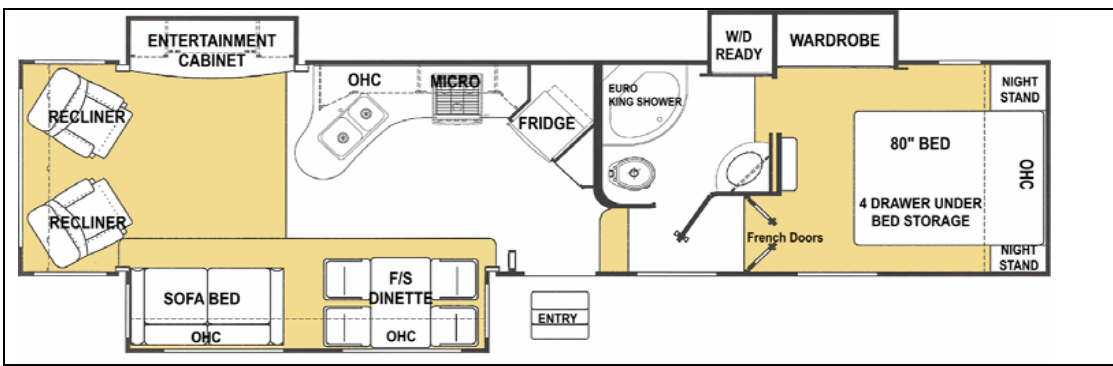 ENTERTAINMENT
CABINET
W/D
READY
WARDROBE
RECLINER
OHC
MICRO
FRIDGE
EURO
KING SHOWER
NIGHT
STAND
80" BED
OHC
4 DRAWER UNDER
BED STORAGE
RECLINER
French Doors
NIGHT
STAND
SOFA BED
OHC
F/S
DINETTE
OHC
ENTRY